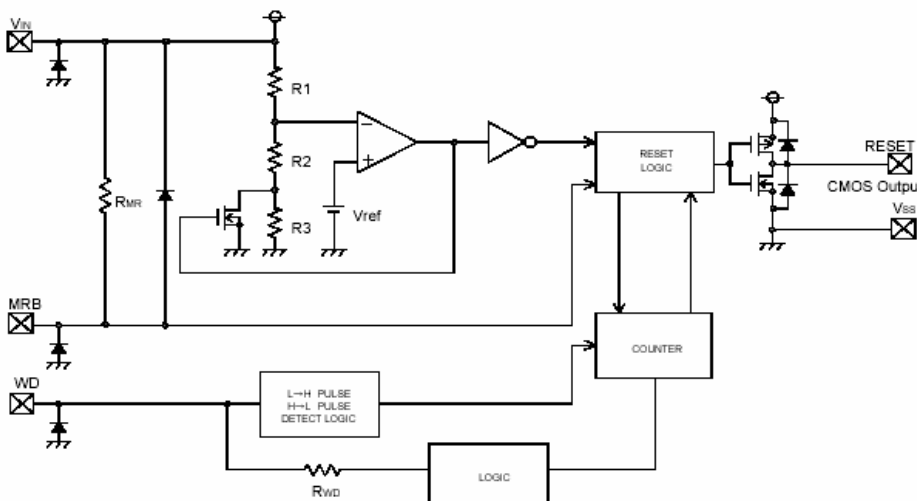 VIN
R1
R2
R3
RMR
Vref
RESET
LOGIC
RESET
CMOS Outpu
VSS
MRB
COUNTER
WD
L→H PULSE
H→L PULSE
DETECT LOGIC
RWD
LOGIC